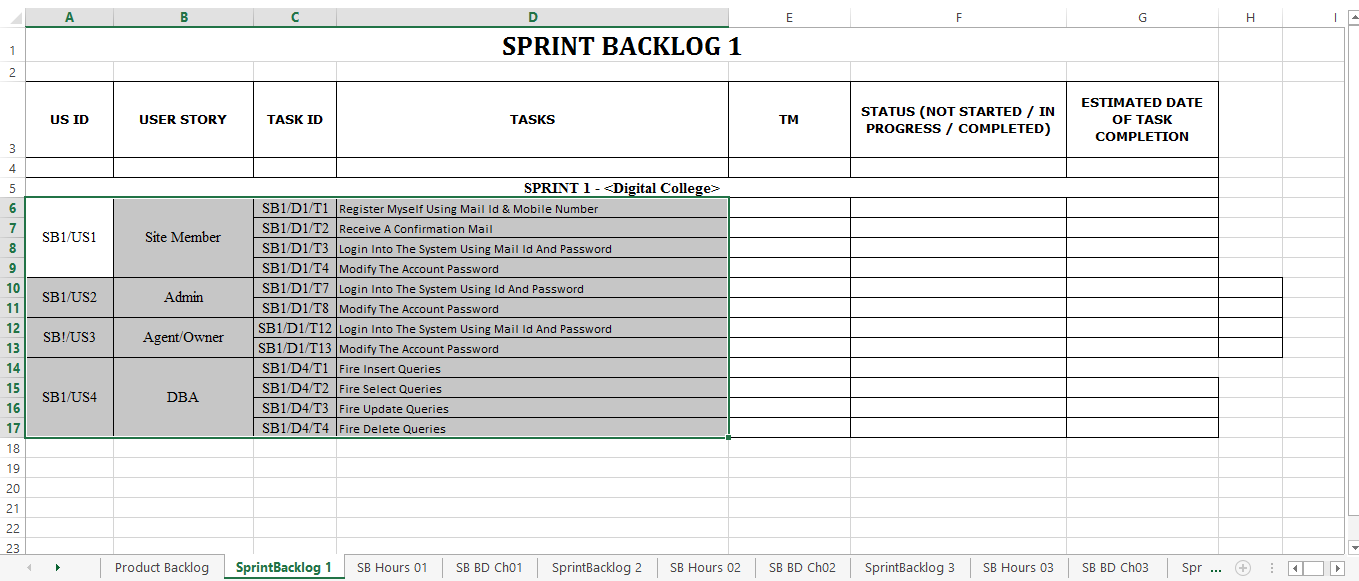 A B C D E F G H I
1 SPRINT BACKLOG 1
2
3 US ID USER STORY TASK ID TASKS TM STATUS (NOT STARTED / IN PROGRESS / COMPLETED) ESTIMATED DATE OF TASK COMPLETION
4
5 SPRINT 1 - <Digital College>
6 SB1/D1/T1 Register Myself Using Mail Id & Mobile Number
7 SB1/US1 Site Member SB1/D1/T2 Receive A Confirmation Mail
8 SB1/D1/T3 Login Into The System Using Mail Id And Password
9 SB1/D1/T4 Modify The Account Password
10 SB1/US2 Admin SB1/D1/T7 Login Into The System Using Id And Password
11 SB1/D1/T8 Modify The Account Password
12 SB!/US3 Agent/Owner SB1/D1/T12 Login Into The System Using Mail Id And Password
13 SB1/D1/T13 Modify The Account Password
14 SB1/D4/T1 Fire Insert Queries
15 SB1/US4 DBA SB1/D4/T2 Fire Select Queries
16 SB1/D4/T3 Fire Update Queries
17 SB1/D4/T4 Fire Delete Queries
18
19
20
21
22
23
Product Backlog SprintBacklog 1 SB Hours 01 SB BD Ch01 SprintBacklog 2 SB Hours 02 SB BD Ch02 SprintBacklog 3 SB Hours 03 SB BD Ch03 Spr ...